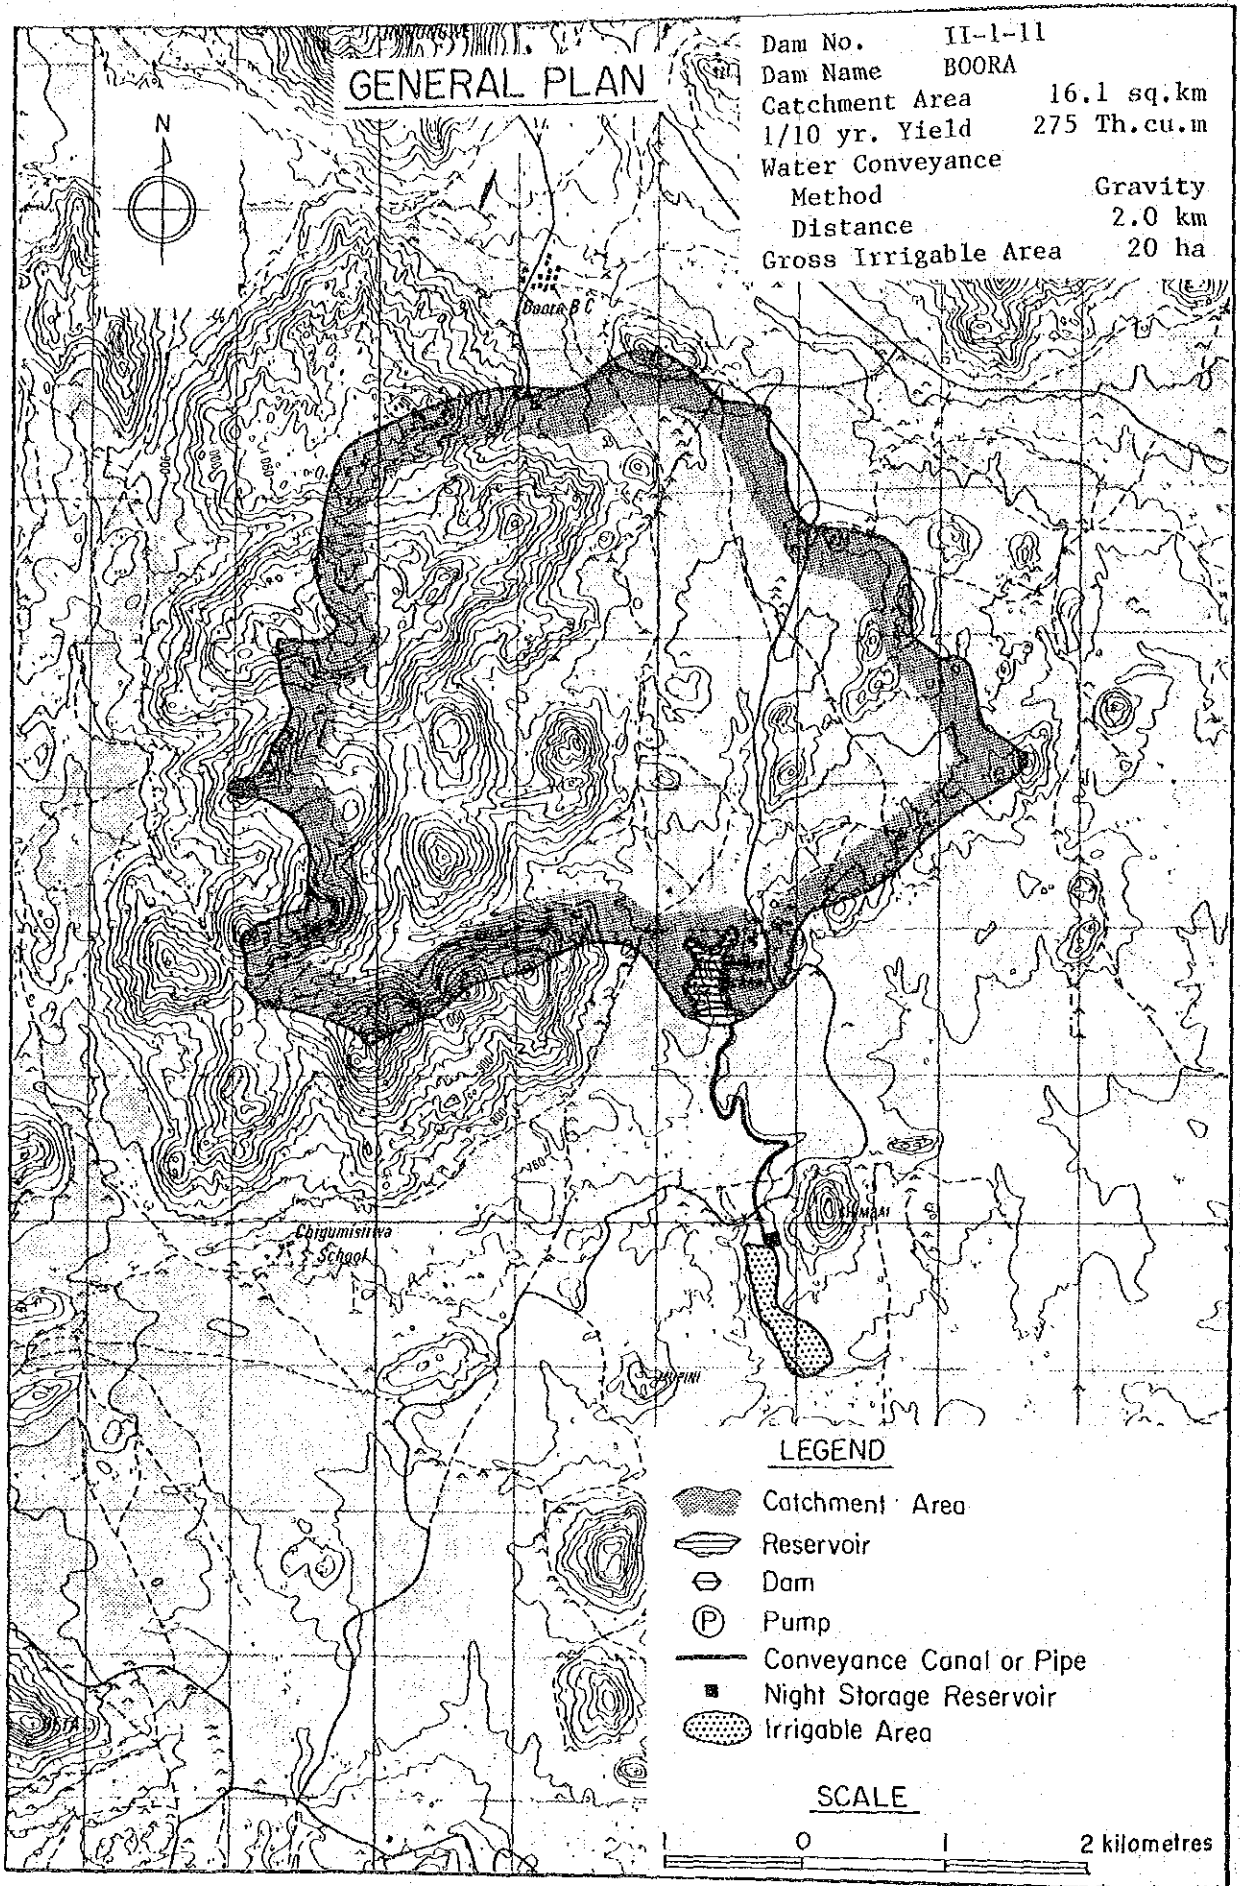 GENERAL PLAN
Dam No. II-1-11
Dam Name BOORA
Catchment Area 16.1 sq.km
1/10 yr. Yield 275 Th.cu.m
Water Conveyance
Method Gravity
Distance 2.0 km
Gross Irrigable Area 20 ha
N
Boora B C
Chigumisirwa
School
LEGEND
Catchment Area
Reservoir
Dam
P Pump
Conveyance Canal or Pipe
Night Storage Reservoir
Irrigable Area
SCALE
1 0 1 2 kilometres